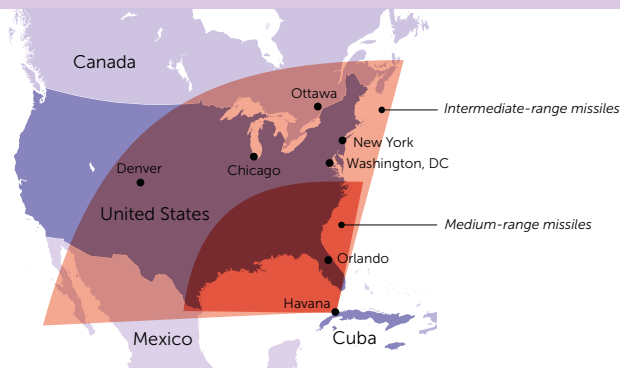 Canada
Ottawa
Intermediate-range missiles
New York
Washington, DC
Chicago
Denver
United States
Medium-range missiles
Orlando
Havana
Mexico
Cuba